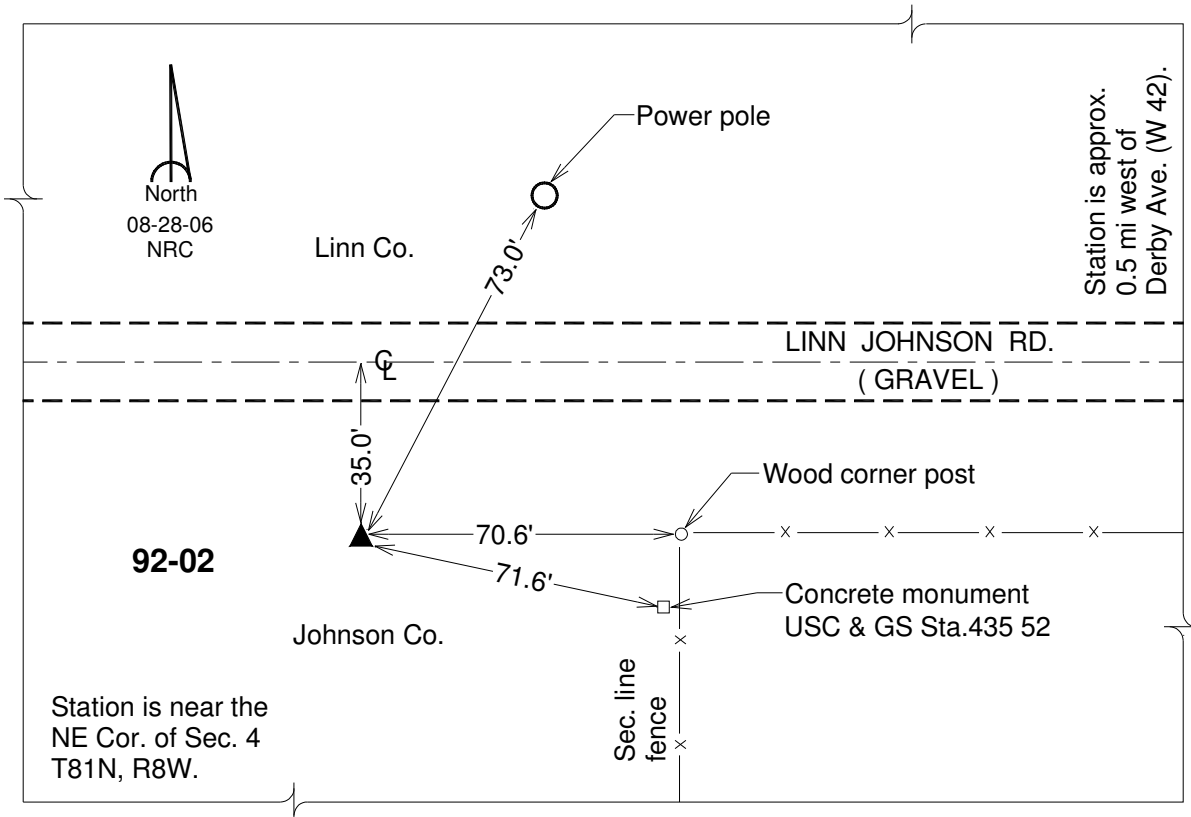 Power pole
North
08-28-06
NRC
Linn Co.
73.0'
Station is approx.
0.5 mi west of
Derby Ave. (W 42).
LINN JOHNSON RD.
( GRAVEL )
CL
35.0'
Wood corner post
70.6'
92-02
71.6'
Concrete monument
USC & GS Sta.435 52
Johnson Co.
Sec. line
fence
Station is near the
NE Cor. of Sec. 4
T81N, R8W.
x x x x
x
x